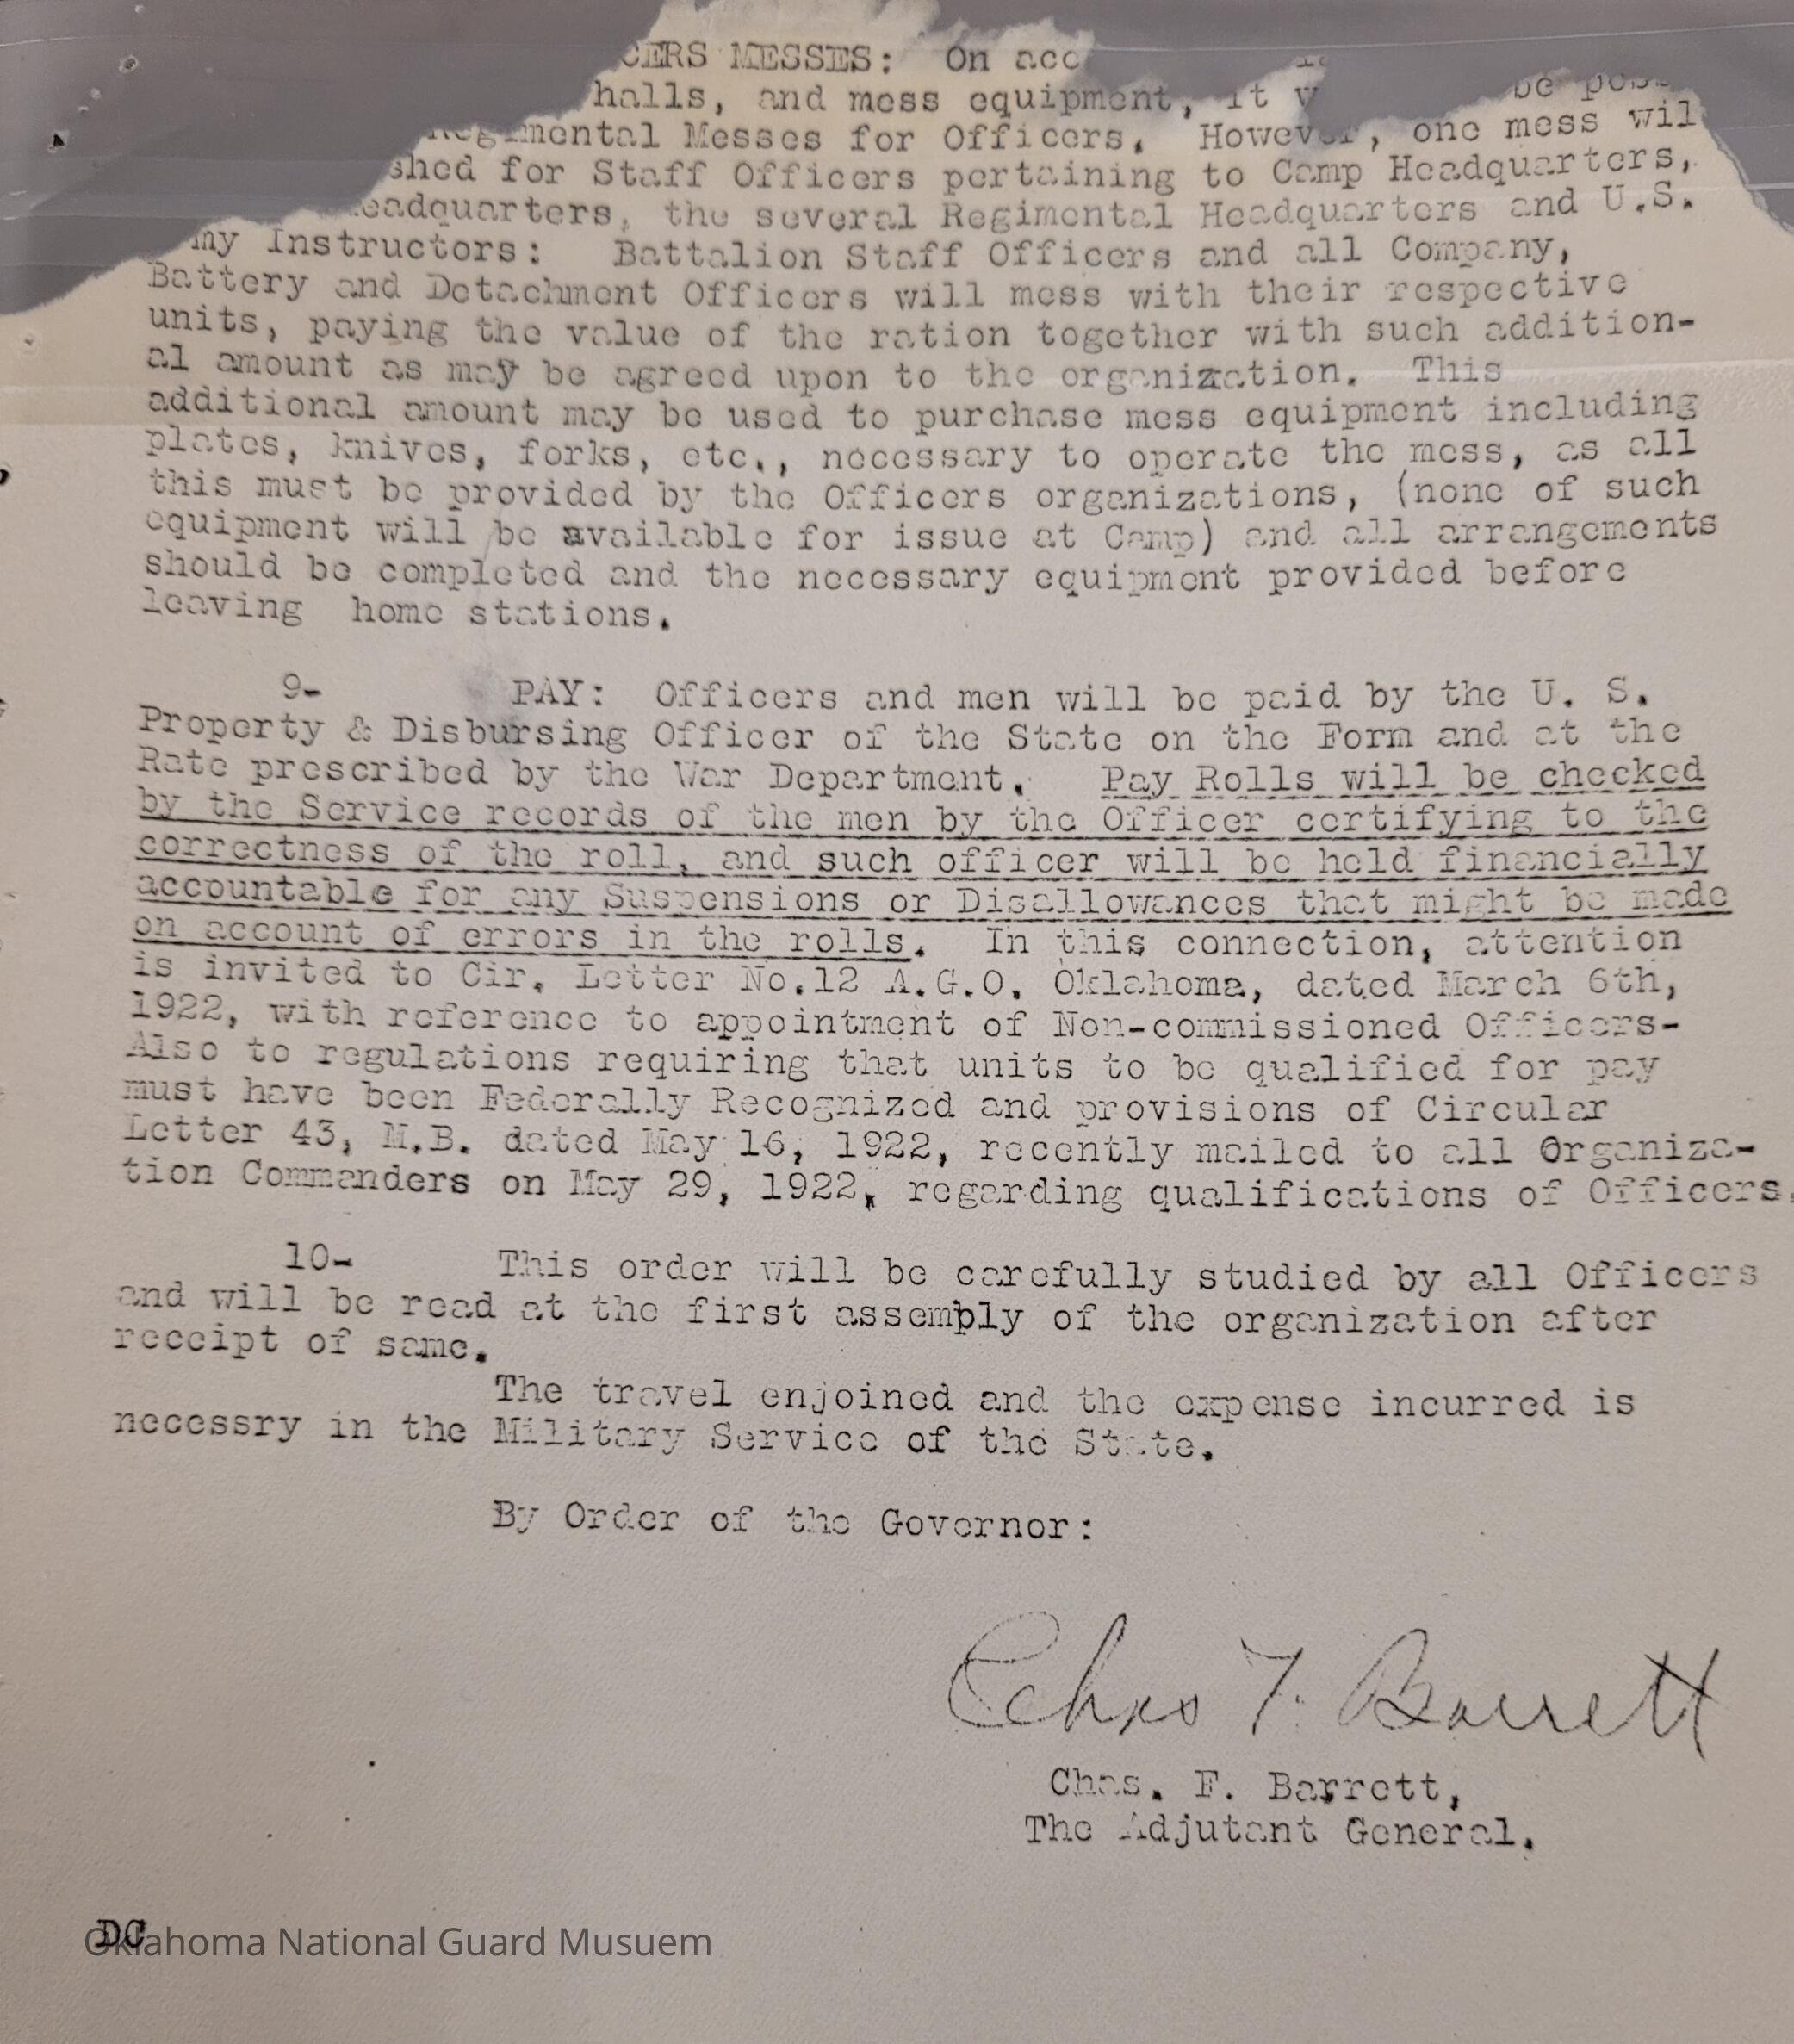 CERS MESSES: On acc
halls, and mess equipment, it
Regimental Messes for Officers. However, one mess wil
shed for Staff Officers pertaining to Camp Headquarters,
eadquarters, the several Regimental Headquarters and U.S.
my Instructors: Battalion Staff Officers and all Company,
Battery and Detachment Officers will mess with their respective
units, paying the value of the ration together with such addition-
al amount as may be agreed upon to the organization. This
additional amount may be used to purchase mess equipment including
plates, knives, forks, etc., necessary to operate the mess, as all
this must be provided by the Officers organizations, (none of such
equipment will be available for issue at Camp) and all arrangements
should be completed and the necessary equipment provided before
leaving home stations.
9- PAY: Officers and men will be paid by the U. S.
Property & Disbursing Officer of the State on the Form and at the
Rate prescribed by the War Department. Pay Rolls will be checked
by the Service records of the men by the Officer certifying to the
correctness of the roll, and such officer will be held financially
accountable for any Suspensions or Disallowances that might be made
on account of errors in the rolls. In this connection, attention
is invited to Cir. Letter No.12 A.G.O. Oklahoma, dated March 6th,
1922, with reference to appointment of Non-commissioned Officers-
Also to regulations requiring that units to be qualified for pay
must have been Federally Recognized and provisions of Circular
Letter 43, M.B. dated May 16, 1922, recently mailed to all Organiza-
tion Commanders on May 29, 1922, regarding qualifications of Officers.
10- This order will be carefully studied by all Officers
and will be read at the first assembly of the organization after
receipt of same.
The travel enjoined and the expense incurred is
necessry in the Military Service of the State.
By Order of the Governor:
Chas F. Barrett
Chas. F. Barrett,
The Adjutant General.
DC
Oklahoma National Guard Musuem